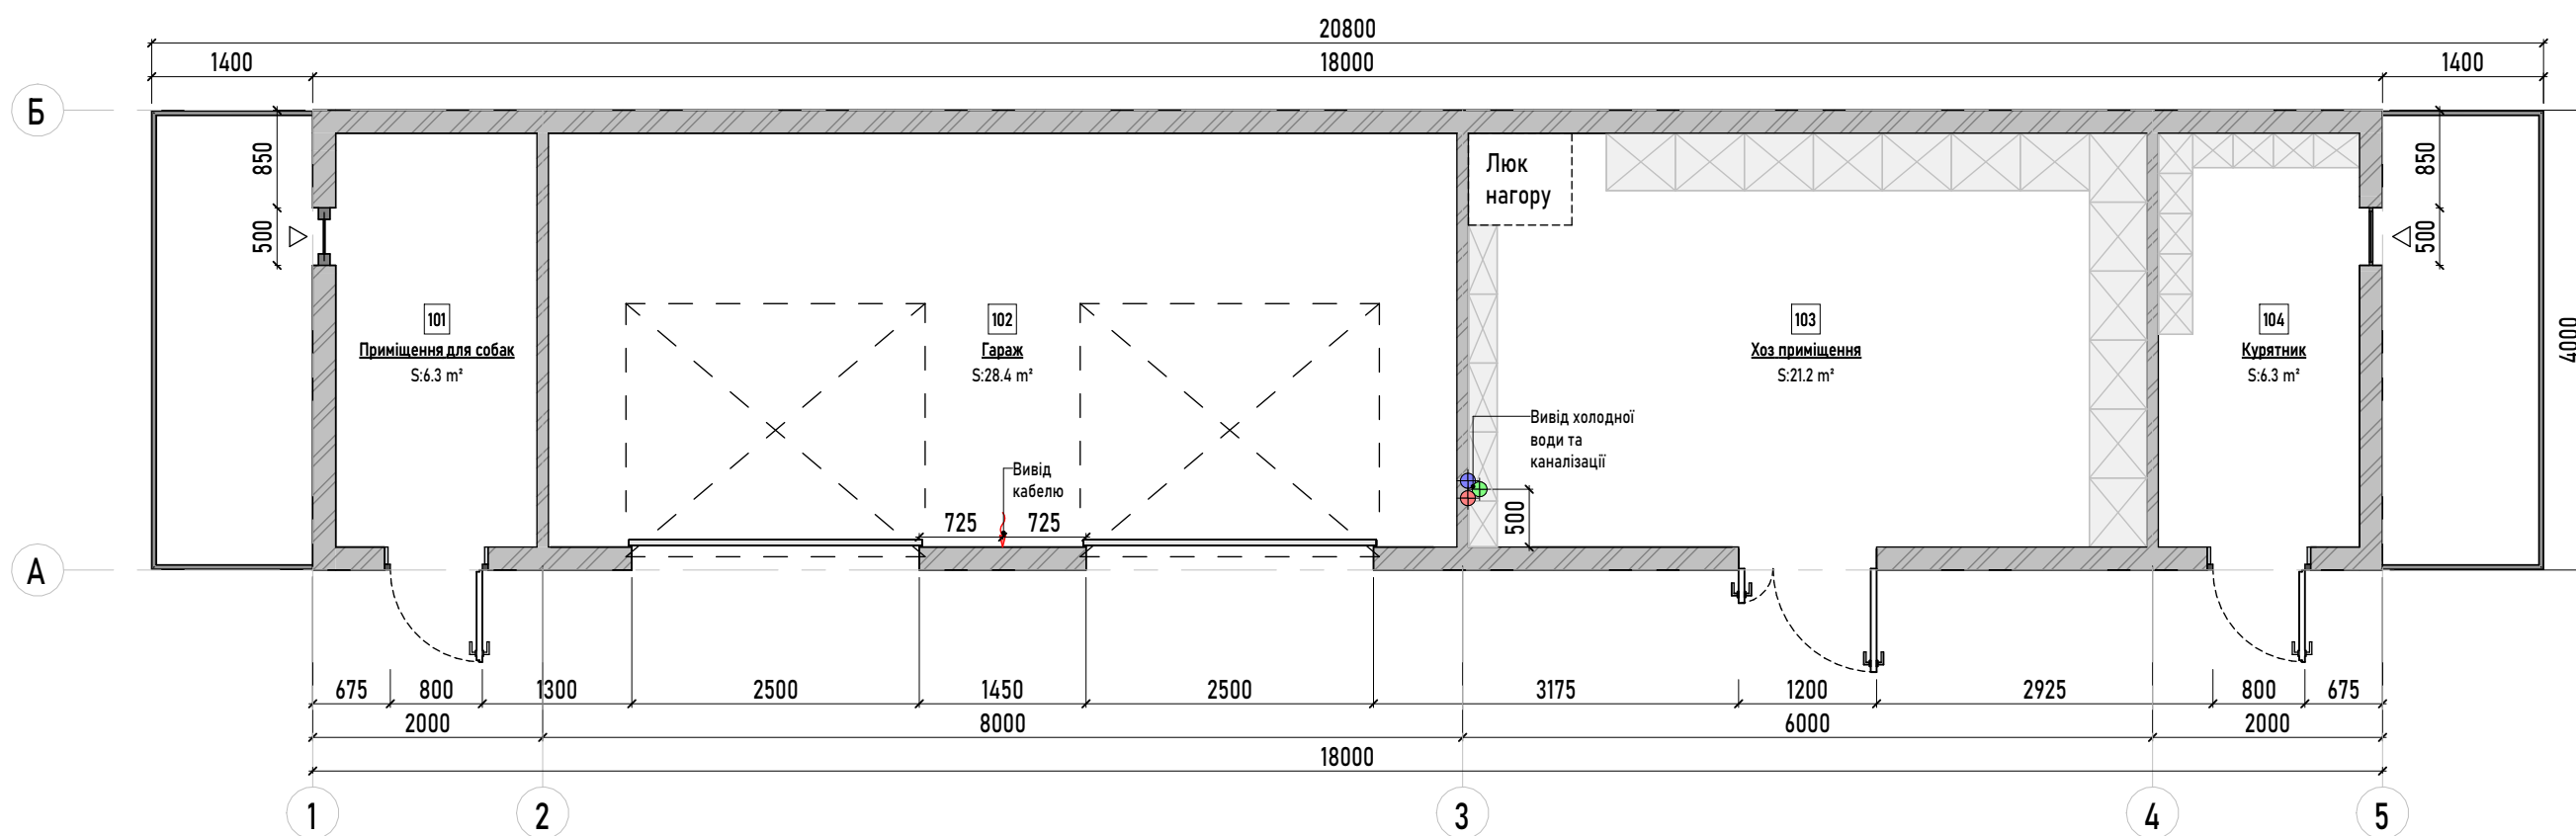 20800
1400
18000
1400
Б
850
850
Люк
нагору
500
500
101
102
103
104
Приміщення для собак
Гараж
Хоз приміщення
Курятник
4000
S:6.3 m²
S:28.4 m²
S:21.2 m²
S:6.3 m²
Вивід холодної
води та
каналізації
Вивід
кабелю
725
725
500
А
675
800
1300
2500
1450
2500
3175
1200
2925
800
675
2000
8000
6000
2000
18000
1
2
3
4
5